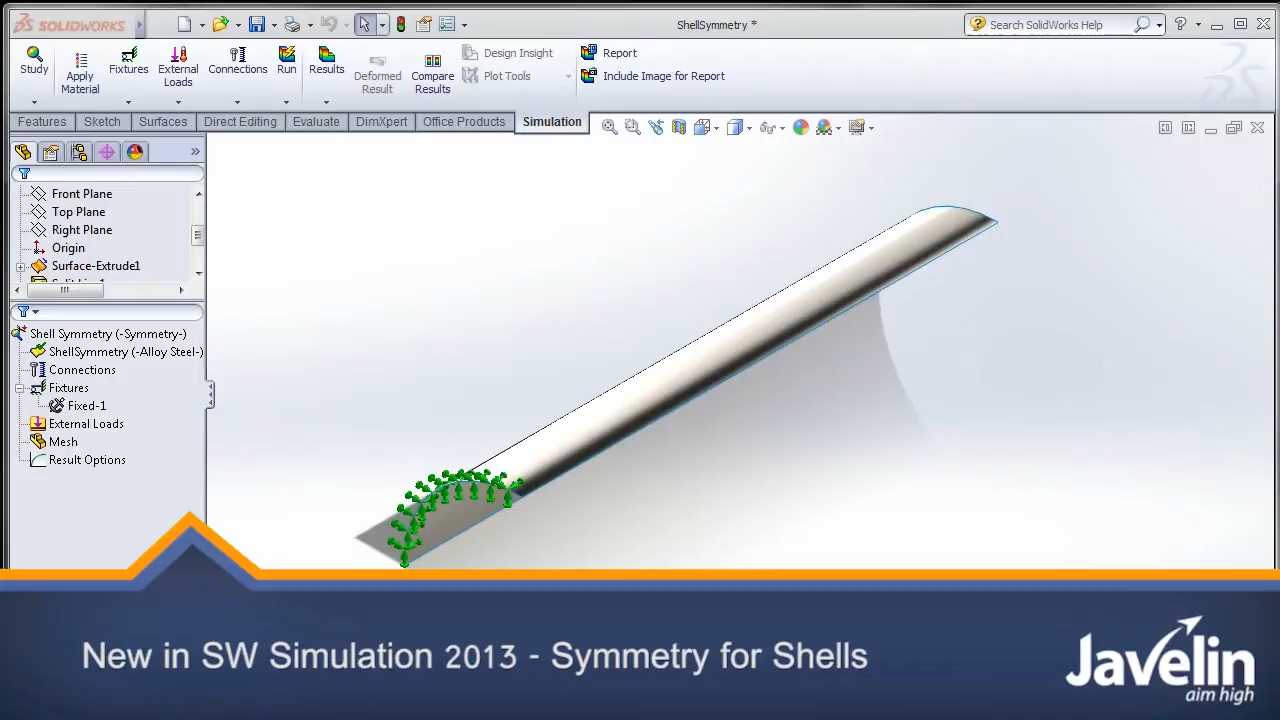 SOLIDWORKS
ShellSymmetry *
Search SolidWorks Help
Study
Apply Material
Fixtures
External Loads
Connections
Run
Results
Deformed Result
Compare Results
Design Insight
Plot Tools
Report
Include Image for Report
Features
Sketch
Surfaces
Direct Editing
Evaluate
DimXpert
Office Products
Simulation
Front Plane
Top Plane
Right Plane
Origin
Surface-Extrude1
Shell Symmetry (-Symmetry-)
ShellSymmetry (-Alloy Steel-)
Connections
Fixtures
Fixed-1
External Loads
Mesh
Result Options
New in SW Simulation 2013 - Symmetry for Shells
Javelin
aim high